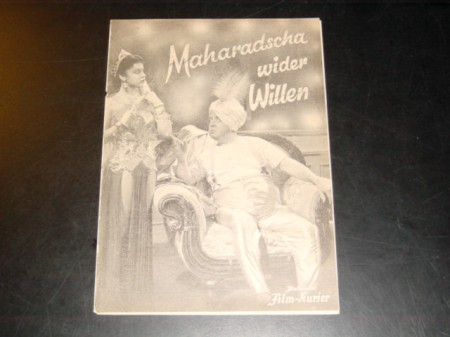 Maharadscha
wider
Willen
Film-Kurier